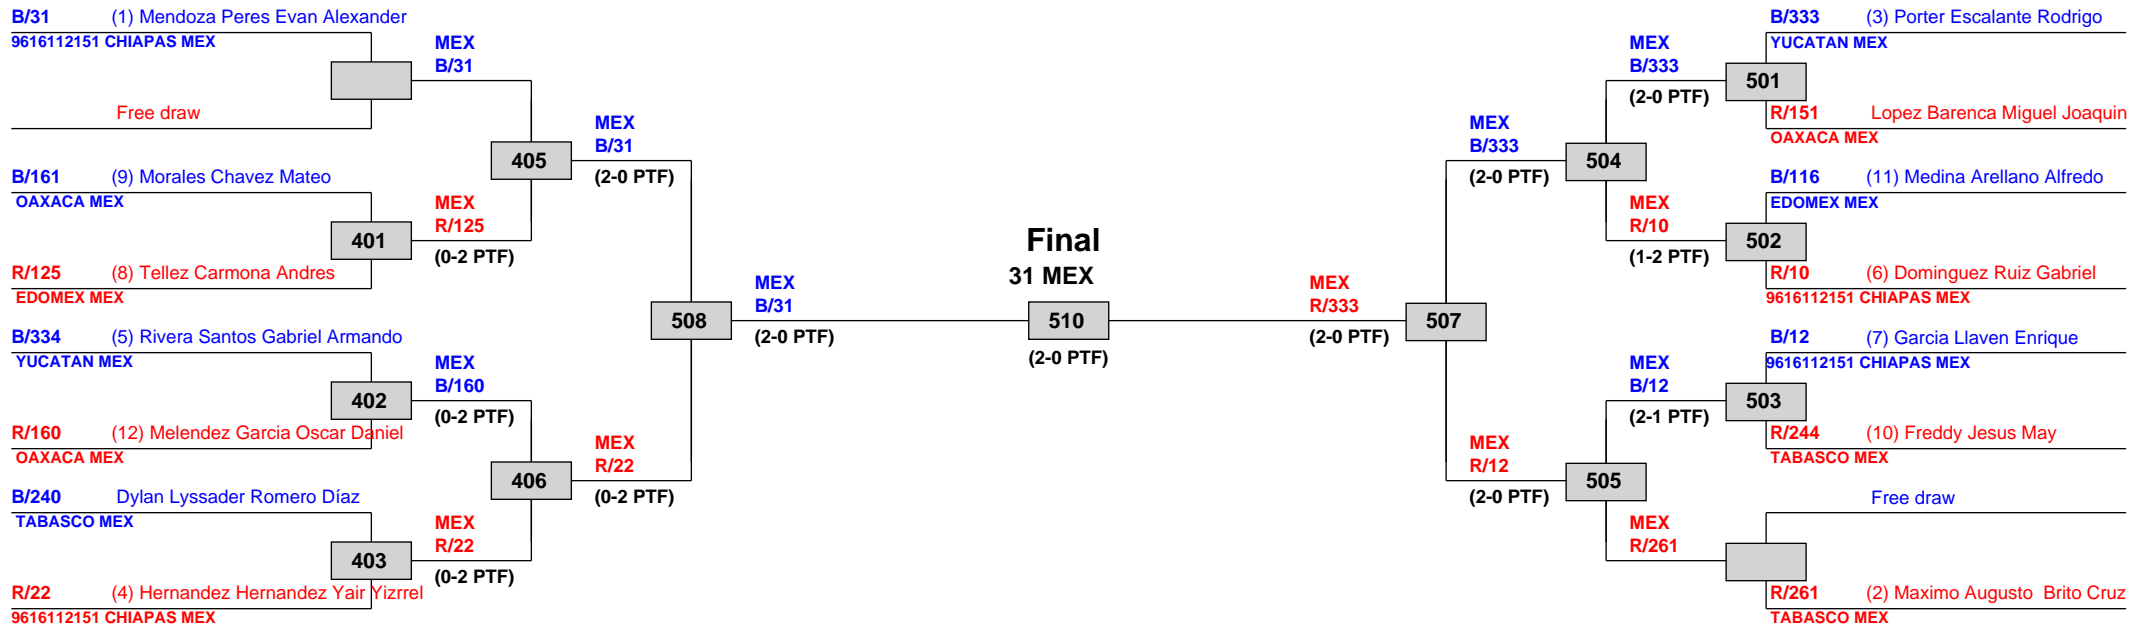 B/31 (1) Mendoza Peres Evan Alexander
9616112151 CHIAPAS MEX
Free draw
B/161 (9) Morales Chavez Mateo
OAXACA MEX
401
R/125 (8) Tellez Carmona Andres
EDOMEX MEX
B/334 (5) Rivera Santos Gabriel Armando
YUCATAN MEX
402
R/160 (12) Melendez Garcia Oscar Daniel
OAXACA MEX
B/240 Dylan Lyssader Romero Díaz
TABASCO MEX
403
R/22 (4) Hernandez Hernandez Yair Yizrrel
9616112151 CHIAPAS MEX
MEX
B/31
405
MEX
R/125
(0-2 PTF)
MEX
B/160
(0-2 PTF)
406
MEX
R/22
(0-2 PTF)
MEX
B/31
(2-0 PTF)
508
MEX
R/22
(0-2 PTF)
MEX
B/31
(2-0 PTF)
Final
31 MEX
510
(2-0 PTF)
MEX
R/333
(2-0 PTF)
507
MEX
B/333
(2-0 PTF)
504
MEX
R/12
(2-0 PTF)
505
MEX
B/333
(2-0 PTF)
501
MEX
R/10
(1-2 PTF)
502
MEX
B/12
(2-1 PTF)
503
MEX
R/261
B/333 (3) Porter Escalante Rodrigo
YUCATAN MEX
R/151 Lopez Barenca Miguel Joaquin
OAXACA MEX
B/116 (11) Medina Arellano Alfredo
EDOMEX MEX
R/10 (6) Dominguez Ruiz Gabriel
9616112151 CHIAPAS MEX
B/12 (7) Garcia Llaven Enrique
9616112151 CHIAPAS MEX
R/244 (10) Freddy Jesus May
TABASCO MEX
Free draw
R/261 (2) Maximo Augusto Brito Cruz
TABASCO MEX